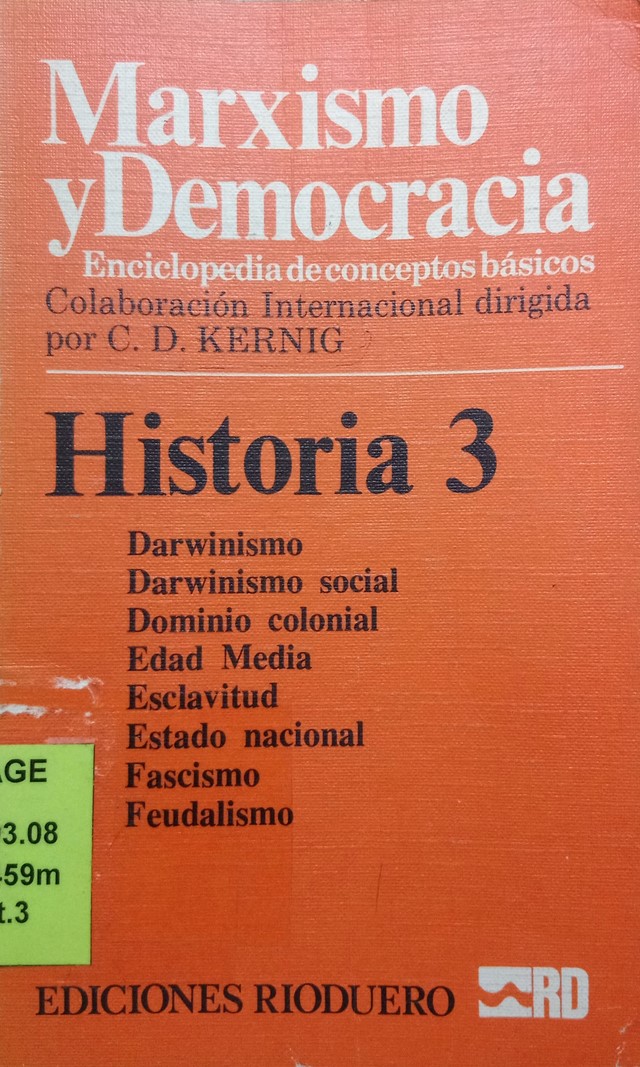 Marxismo
y Democracia
Enciclopedia de conceptos básicos
Colaboración Internacional dirigida
por C. D. KERNIG
Historia 3
Darwinismo
Darwinismo social
Dominio colonial
Edad Media
Esclavitud
Estado nacional
Fascismo
Feudalismo
AGE
3.08
459m
t.3
EDICIONES RIODUERO
RD